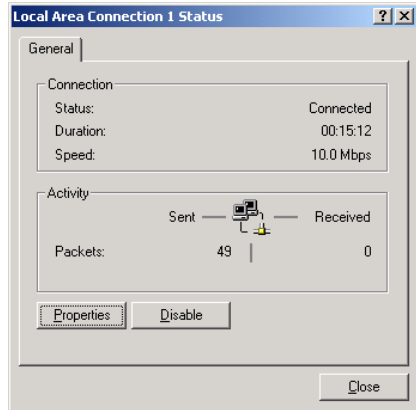 Local Area Connection 1 Status
General
Connection
Status: Connected
Duration: 00:15:12
Speed: 10.0 Mbps
Activity
Sent Received
Packets: 49 0
Properties Disable
Close